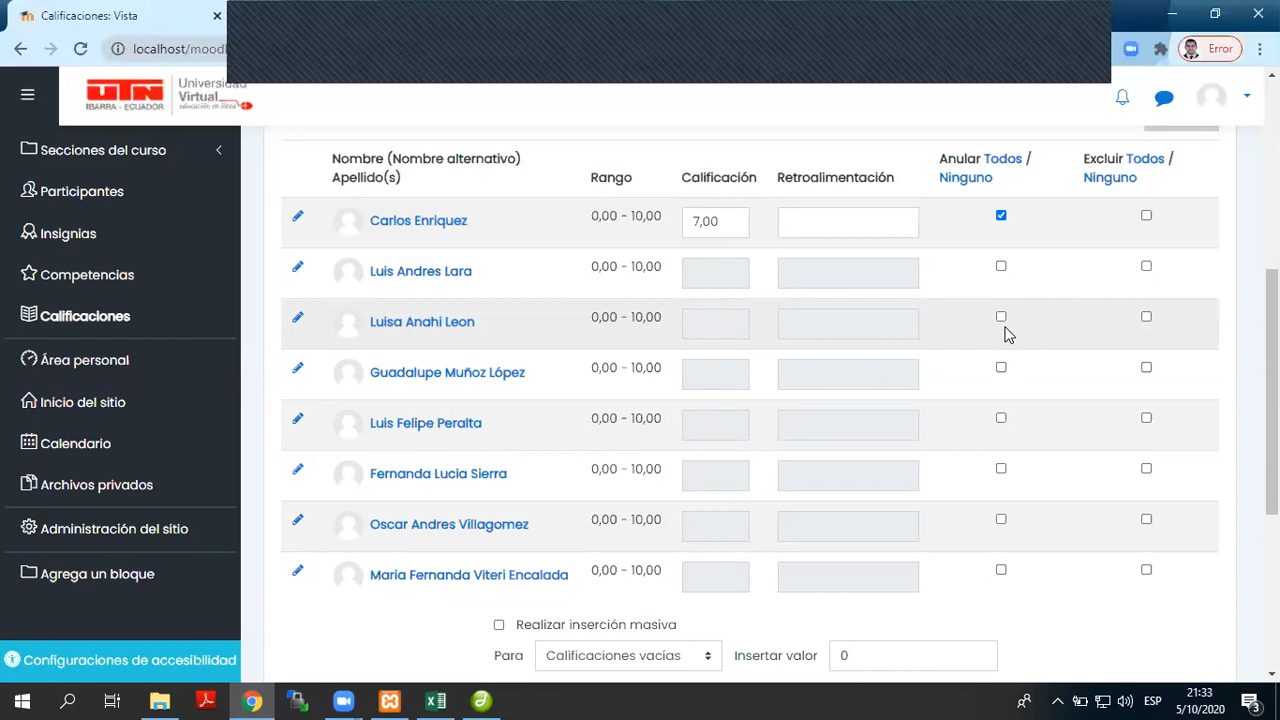 Calificaciones: Vista
localhost/moodl
Error
UTN
IBARRA - ECUADOR
Universidad
Virtual
educación en línea
Secciones del curso
Participantes
Insignias
Competencias
Calificaciones
Área personal
Inicio del sitio
Calendario
Archivos privados
Administración del sitio
Agrega un bloque
Configuraciones de accesibilidad
Nombre (Nombre alternativo) Anular Todos / Excluir Todos /
Apellido(s) Rango Calificación Retroalimentación Ninguno Ninguno
Carlos Enriquez 0,00 - 10,00 7,00
Luis Andres Lara 0,00 - 10,00
Luisa Anahi Leon 0,00 - 10,00
Guadalupe Muñoz López 0,00 - 10,00
Luis Felipe Peralta 0,00 - 10,00
Fernanda Lucia Sierra 0,00 - 10,00
Oscar Andres Villagomez 0,00 - 10,00
Maria Fernanda Viteri Encalada 0,00 - 10,00
Realizar inserción masiva
Para Calificaciones vacías Insertar valor 0
ESP
21:33
5/10/2020
3